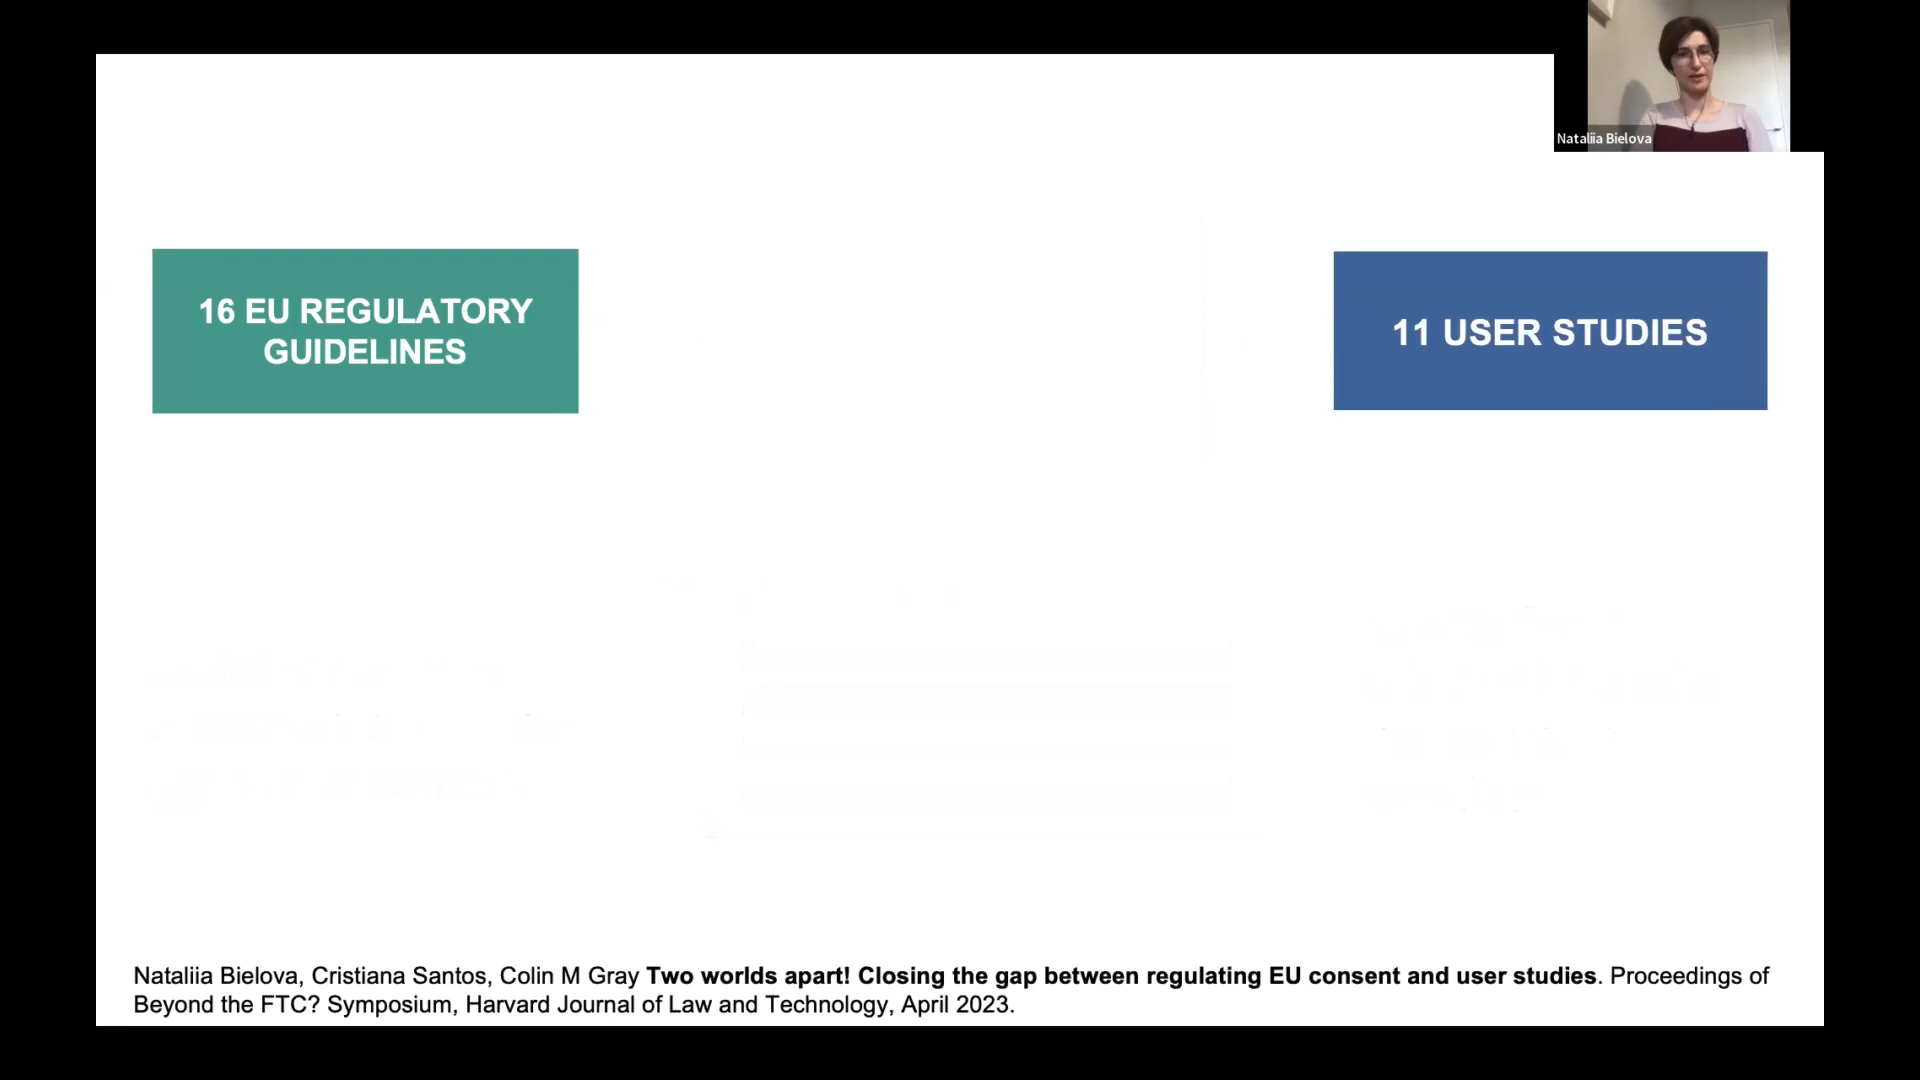 Nataliia Bielova
16 EU REGULATORY
GUIDELINES
11 USER STUDIES
Nataliia Bielova, Cristiana Santos, Colin M Gray Two worlds apart! Closing the gap between regulating EU consent and user studies. Proceedings of
Beyond the FTC? Symposium, Harvard Journal of Law and Technology, April 2023.